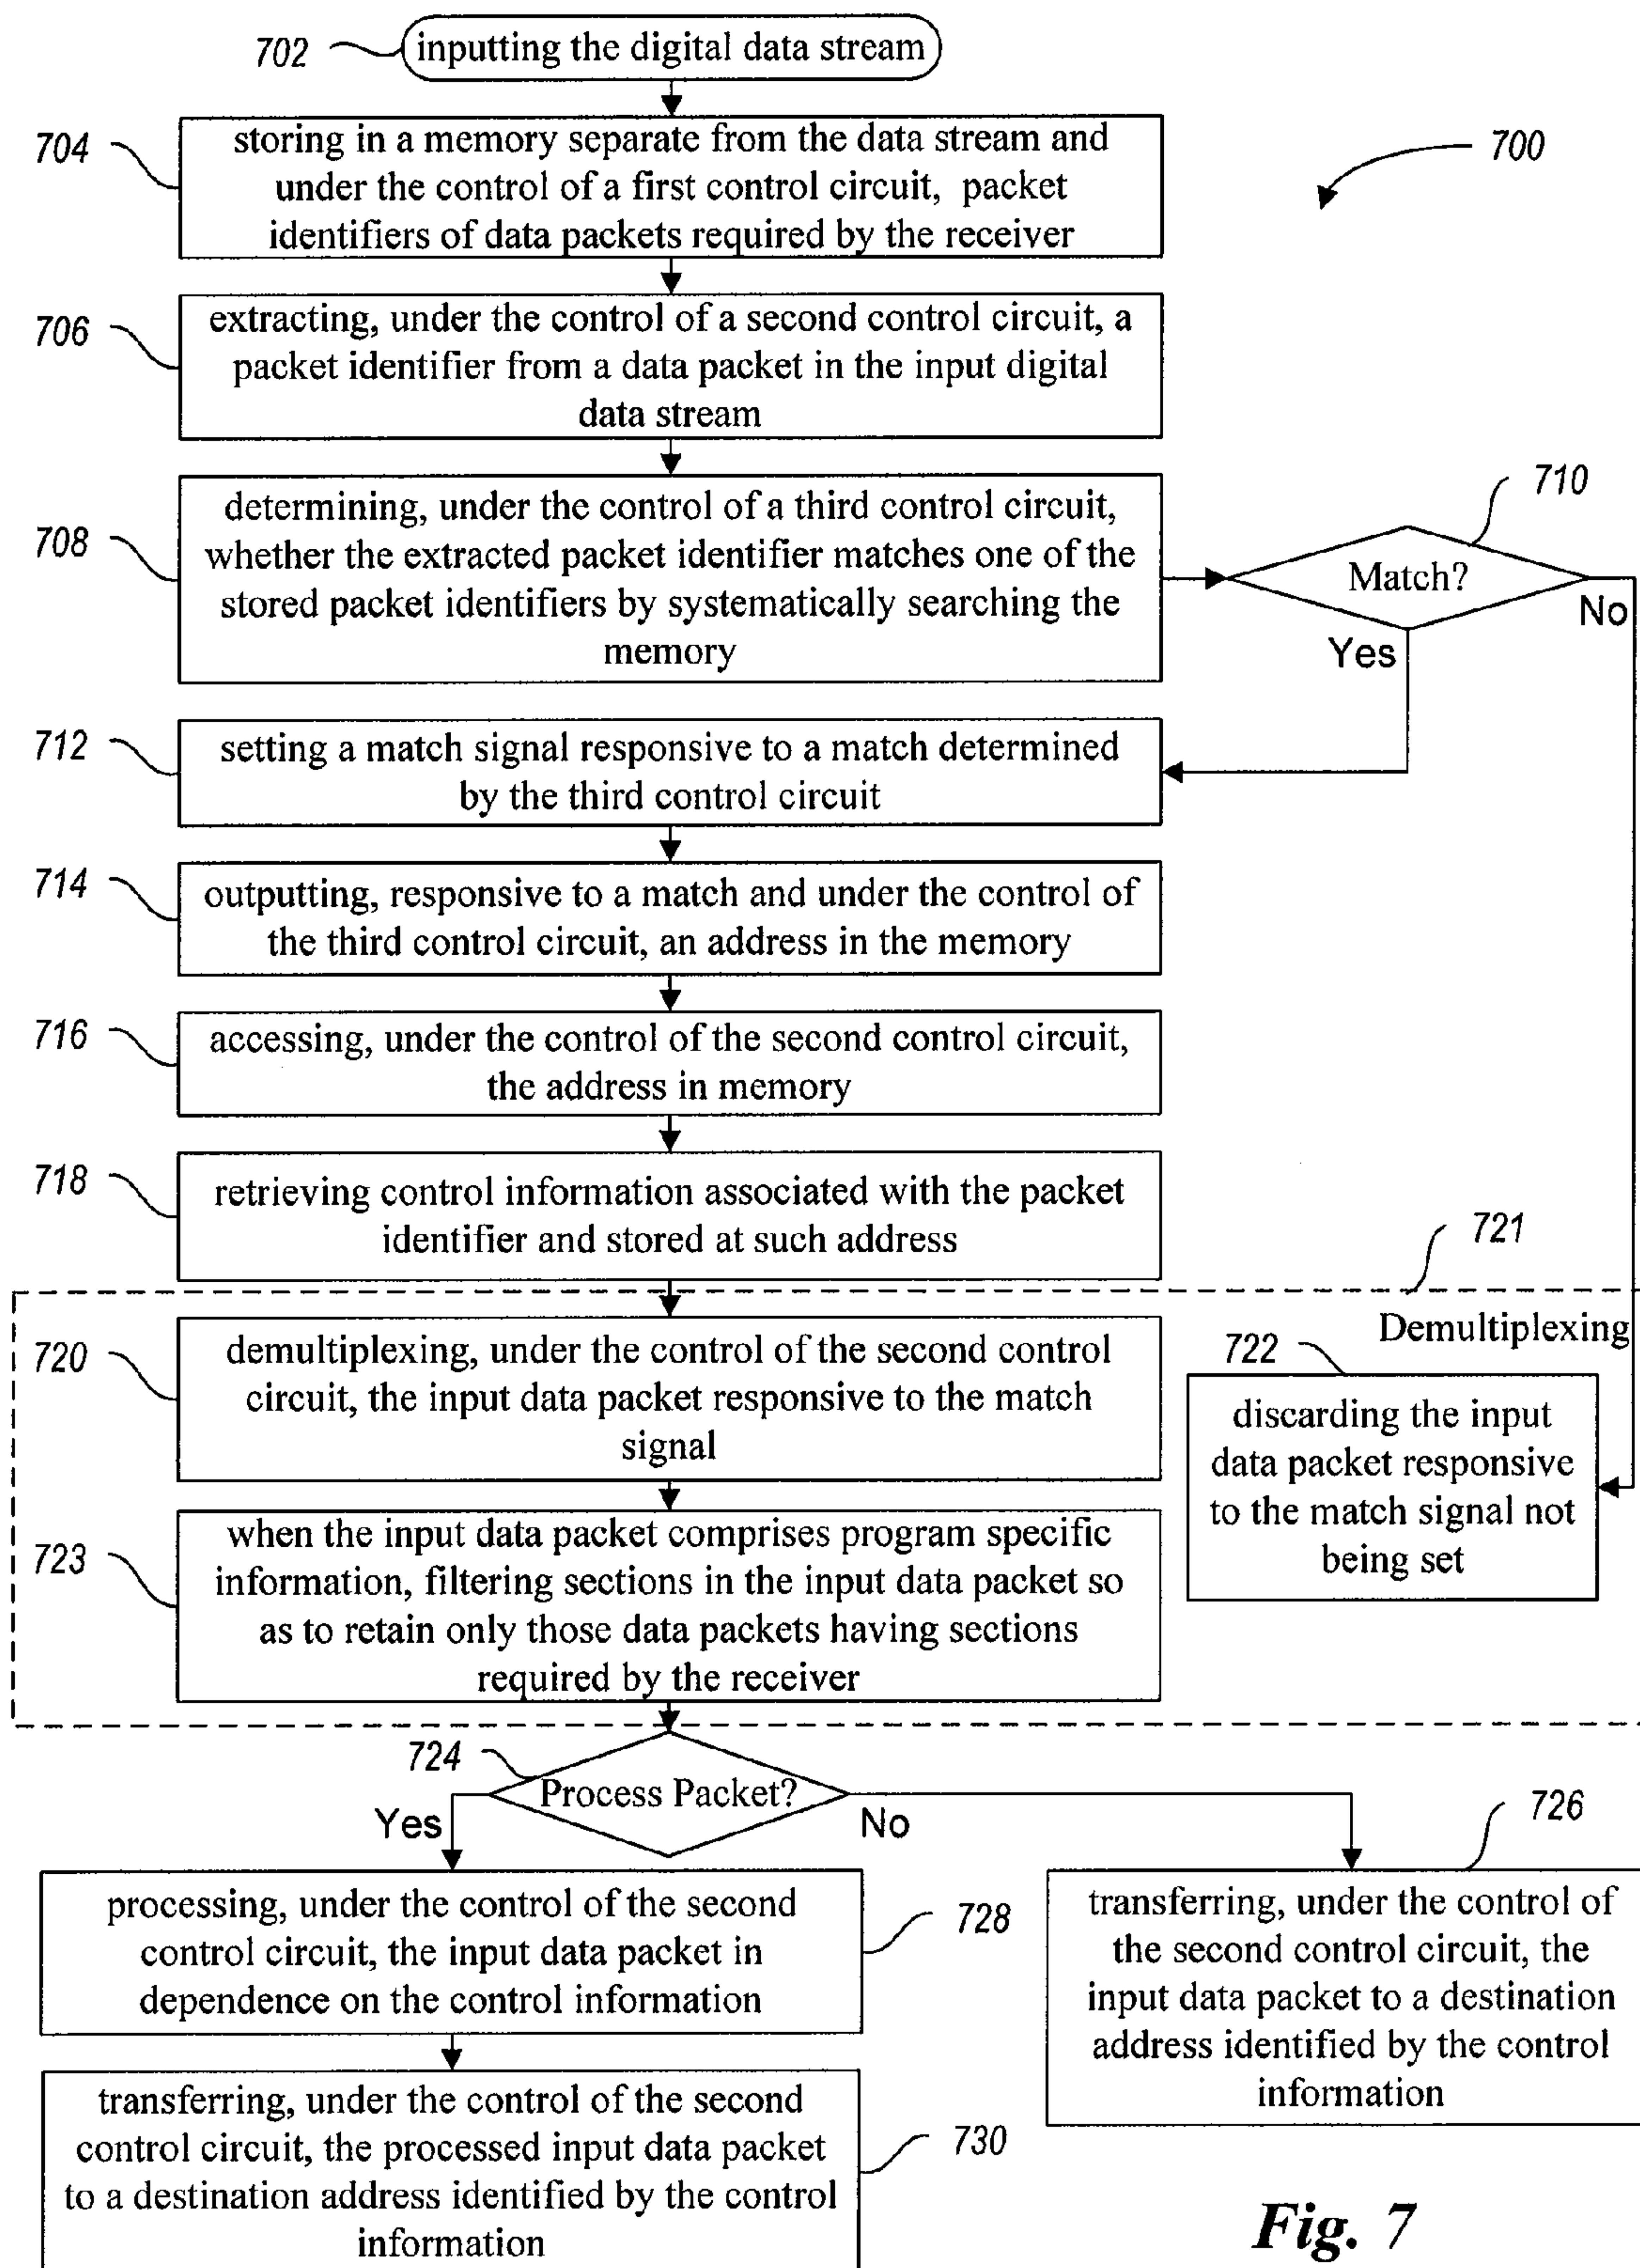 702
inputting the digital data stream
704
storing in a memory separate from the data stream and
under the control of a first control circuit, packet
identifiers of data packets required by the receiver
700
706
extracting, under the control of a second control circuit, a
packet identifier from a data packet in the input digital
data stream
708
determining, under the control of a third control circuit,
whether the extracted packet identifier matches one of the
stored packet identifiers by systematically searching the
memory
710
Match?
No
Yes
712
setting a match signal responsive to a match determined
by the third control circuit
714
outputting, responsive to a match and under the control of
the third control circuit, an address in the memory
716
accessing, under the control of the second control circuit,
the address in memory
718
retrieving control information associated with the packet
identifier and stored at such address
721
Demultiplexing
720
demultiplexing, under the control of the second control
circuit, the input data packet responsive to the match
signal
722
discarding the input
data packet responsive
to the match signal not
being set
723
when the input data packet comprises program specific
information, filtering sections in the input data packet so
as to retain only those data packets having sections
required by the receiver
724
Process Packet?
Yes
No
726
transferring, under the control of
the second control circuit, the
input data packet to a destination
address identified by the control
information
728
processing, under the control of the second
control circuit, the input data packet in
dependence on the control information
730
transferring, under the control of the second
control circuit, the processed input data packet
to a destination address identified by the control
information
Fig. 7